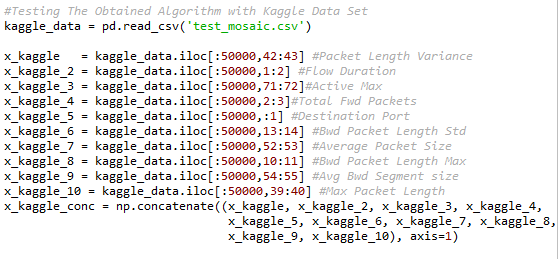 #Testing The Obtained Algorithm with Kaggle Data Set
kaggle_data = pd.read_csv('test_mosaic.csv')
x_kaggle   = kaggle_data.iloc[:50000,42:43] #Packet Length Variance
x_kaggle_2 = kaggle_data.iloc[:50000,1:2] #Flow Duration
x_kaggle_3 = kaggle_data.iloc[:50000,71:72]#Active Max
x_kaggle_4 = kaggle_data.iloc[:50000,2:3]#Total Fwd Packets
x_kaggle_5 = kaggle_data.iloc[:50000,:1] #Destination Port
x_kaggle_6 = kaggle_data.iloc[:50000,13:14] #Bwd Packet Length Std
x_kaggle_7 = kaggle_data.iloc[:50000,52:53] #Average Packet Size
x_kaggle_8 = kaggle_data.iloc[:50000,10:11] #Bwd Packet Length Max
x_kaggle_9 = kaggle_data.iloc[:50000,54:55] #Avg Bwd Segment size
x_kaggle_10 = kaggle_data.iloc[:50000,39:40] #Max Packet Length
x_kaggle_conc = np.concatenate((x_kaggle, x_kaggle_2, x_kaggle_3, x_kaggle_4,
x_kaggle_5, x_kaggle_6, x_kaggle_7, x_kaggle_8,
x_kaggle_9, x_kaggle_10), axis=1)